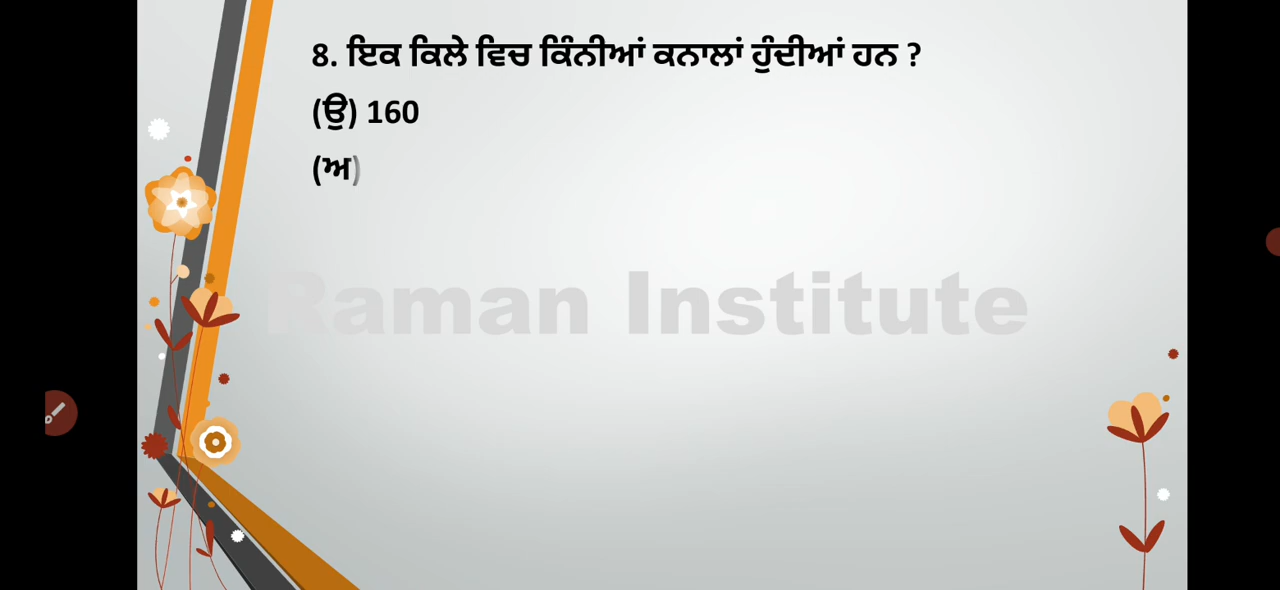 8. ਇਕ ਕਿਲੇ ਵਿਚ ਕਿੰਨੀਆਂ ਕਨਾਲਾਂ ਹੁੰਦੀਆਂ ਹਨ ?
(ਉ) 160
(ਅ)
Raman Institute